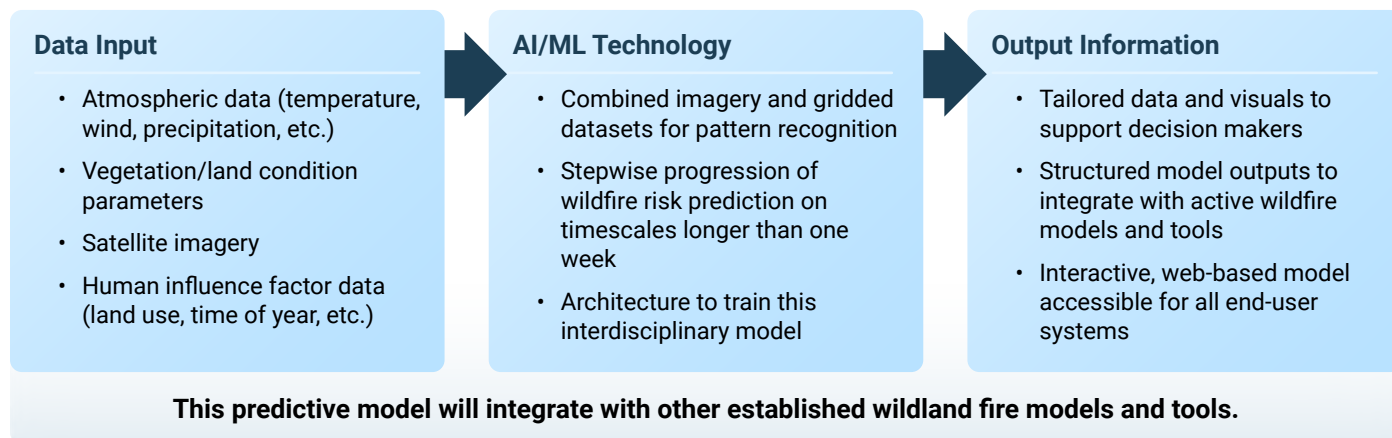 Data Input
• Atmospheric data (temperature,
wind, precipitation, etc.)
• Vegetation/land condition
parameters
• Satellite imagery
• Human influence factor data
(land use, time of year, etc.)
AI/ML Technology
• Combined imagery and gridded
datasets for pattern recognition
• Stepwise progression of
wildfire risk prediction on
timescales longer than one
week
• Architecture to train this
interdisciplinary model
Output Information
• Tailored data and visuals to
support decision makers
• Structured model outputs to
integrate with active wildfire
models and tools
• Interactive, web-based model
accessible for all end-user
systems
This predictive model will integrate with other established wildland fire models and tools.